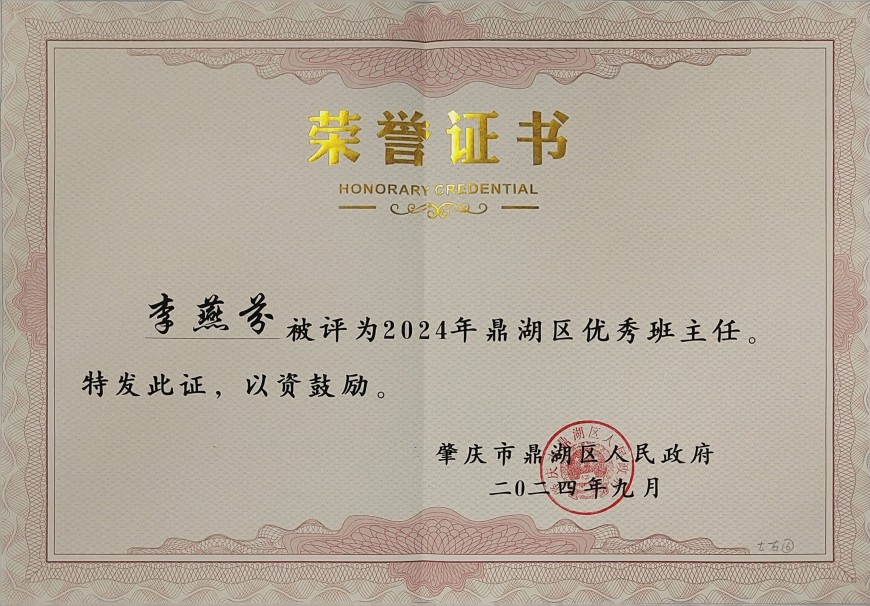 荣誉证书
HONORARY CREDENTIAL
李燕芬被评为2024年鼎湖区优秀班主任。
特发此证，以资鼓励。
肇庆市鼎湖区人民政府
二〇二四年九月